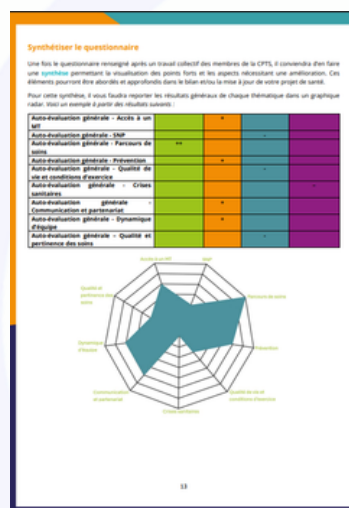 Synthétiser le questionnaire
Une fois le questionnaire renseigné après un travail collectif des membres de la CPTS, il conviendra d'en faire
une synthèse permettant la visualisation des points forts et les aspects nécessitant une amélioration. Ces
éléments pourront être abordés et approfondis dans le bilan et/ou la mise à jour de votre projet de santé.
Pour cette synthèse, il vous faudra reporter les résultats généraux de chaque thématique dans un graphique
radar. Voici un exemple à partir des résultats suivants :
Auto-évaluation générale - Accès à un
MT +
Auto-évaluation générale - SNP -
Auto-évaluation générale - Parcours de ++
soins
Auto-évaluation générale - Prévention +
Auto-évaluation générale - Qualité de -
vie et conditions d'exercice
Auto-évaluation générale - Crises -
sanitaires
Auto-évaluation générale - +
Communication et partenariat
Auto-évaluation générale - Dynamique +
d'équipe
Auto-évaluation générale - Qualité et -
pertinence des soins
Accès à un MT
SNP
Qualité et
pertinence des
soins
Parcours de soins
Dynamique
d'équipe
Prévention
Communication
et partenariat
Qualité de vie et
conditions d'exercice
Crises sanitaires
13